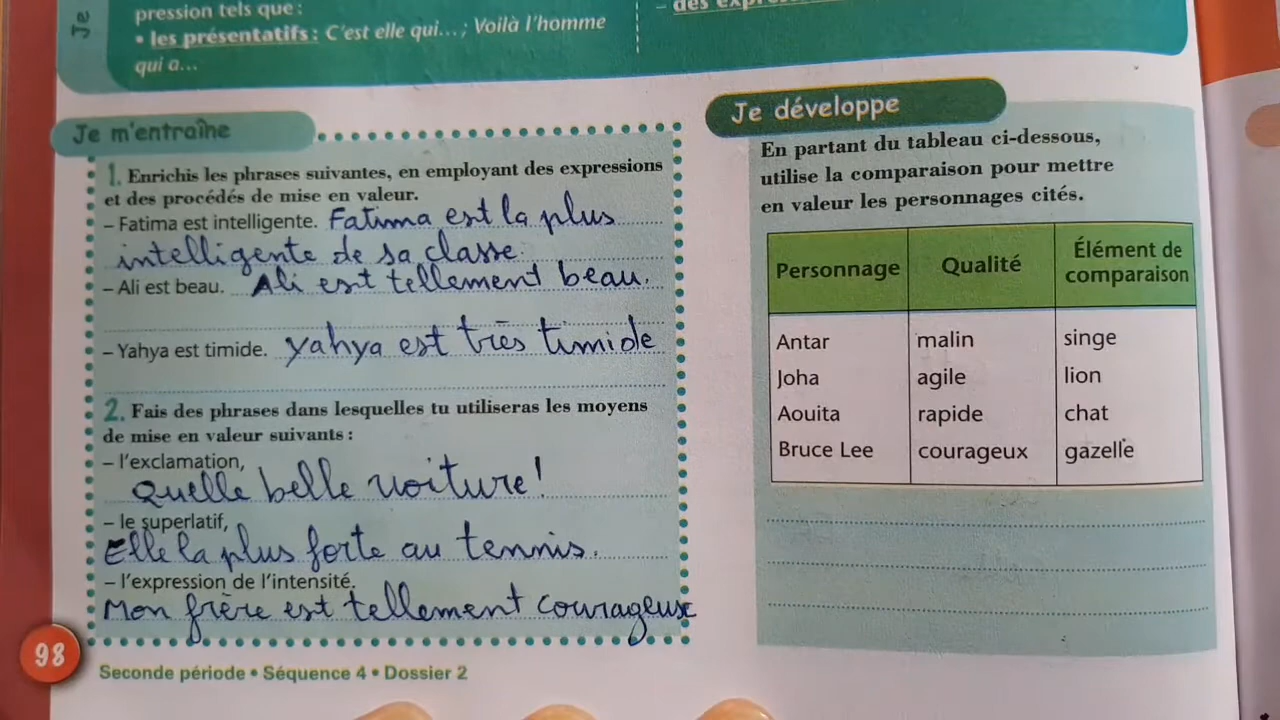 Je
pression tels que :
• les présentatifs : C'est elle qui... ; Voilà l'homme
qui a...
Je m'entraîne
1. Enrichis les phrases suivantes, en employant des expressions
et des procédés de mise en valeur.
– Fatima est intelligente. Fatima est la plus
intelligente de sa classe.
– Ali est beau. Ali est tellement beau.
– Yahya est timide. Yahya est très timide
2. Fais des phrases dans lesquelles tu utiliseras les moyens
de mise en valeur suivants :
– l'exclamation,
Quelle belle voiture !
– le superlatif,
Elle la plus forte au tennis.
– l'expression de l'intensité.
Mon frère est tellement courageux
98
Seconde période • Séquence 4 • Dossier 2
Je développe
En partant du tableau ci-dessous,
utilise la comparaison pour mettre
en valeur les personnages cités.
Personnage Qualité Élément de
comparaison
Antar malin singe
Joha agile lion
Aouita rapide chat
Bruce Lee courageux gazelle